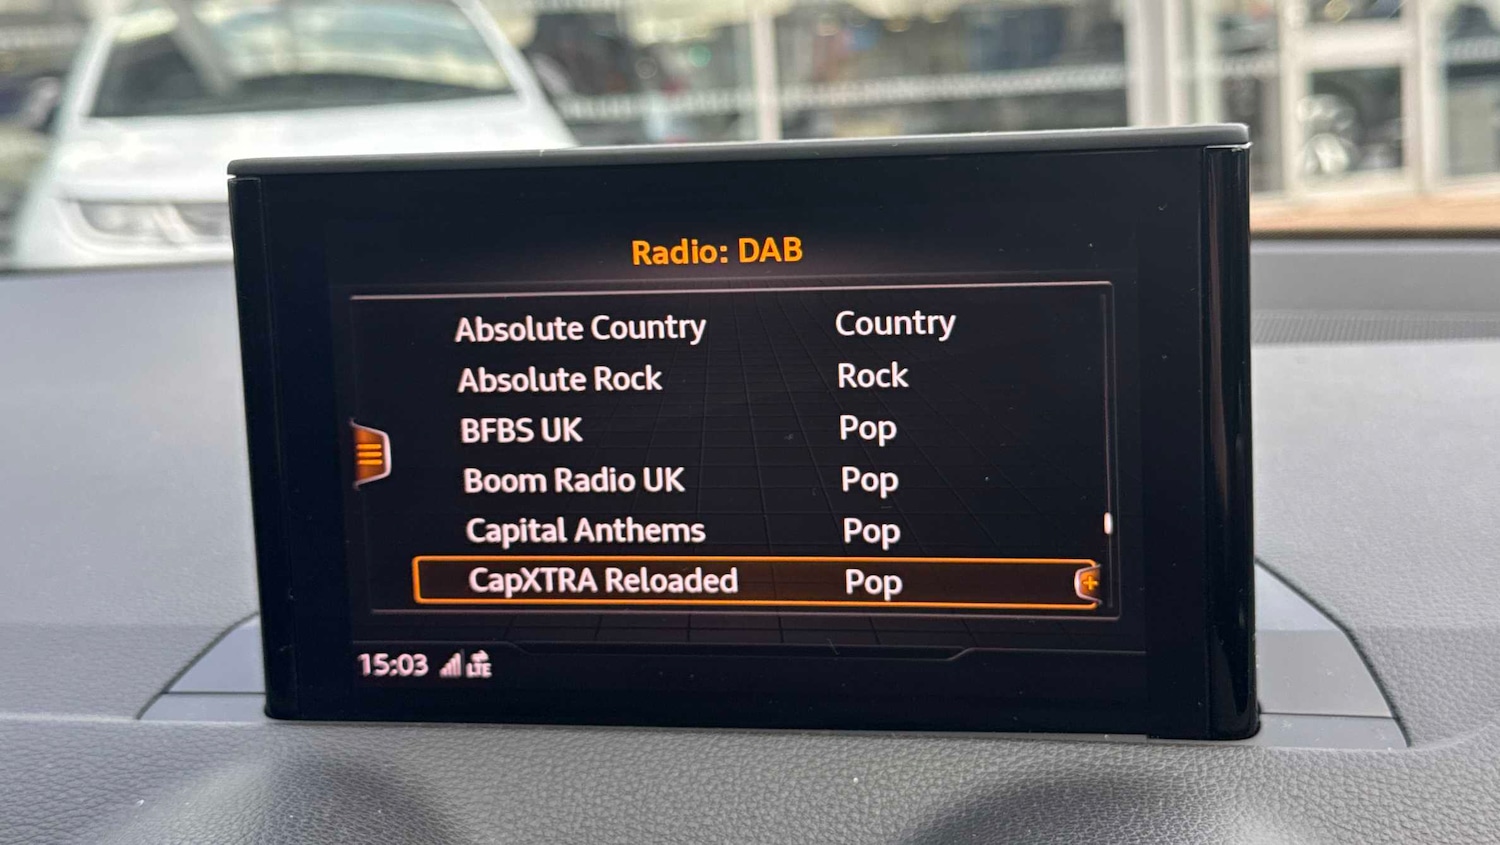 Radio: DAB
Absolute Country Country
Absolute Rock Rock
BFBS UK Pop
Boom Radio UK Pop
Capital Anthems Pop
CapXTRA Reloaded Pop
15:03 LTE